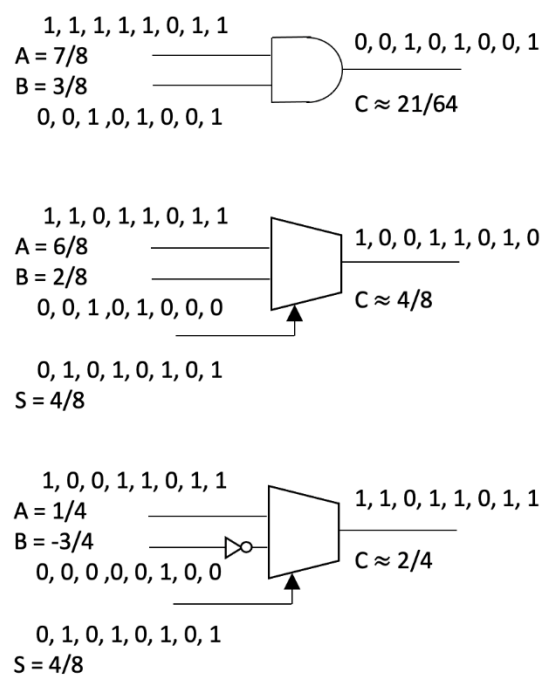 1, 1, 1, 1, 1, 0, 1, 1
A = 7/8
B = 3/8
0, 0, 1 ,0, 1, 0, 0, 1
0, 0, 1, 0, 1, 0, 0, 1
C ≈ 21/64
1, 1, 0, 1, 1, 0, 1, 1
A = 6/8
B = 2/8
0, 0, 1 ,0, 1, 0, 0, 0
1, 0, 0, 1, 1, 0, 1, 0
C ≈ 4/8
0, 1, 0, 1, 0, 1, 0, 1
S = 4/8
1, 0, 0, 1, 1, 0, 1, 1
A = 1/4
B = -3/4
0, 0, 0 ,0, 0, 1, 0, 0
1, 1, 0, 1, 1, 0, 1, 1
C ≈ 2/4
0, 1, 0, 1, 0, 1, 0, 1
S = 4/8